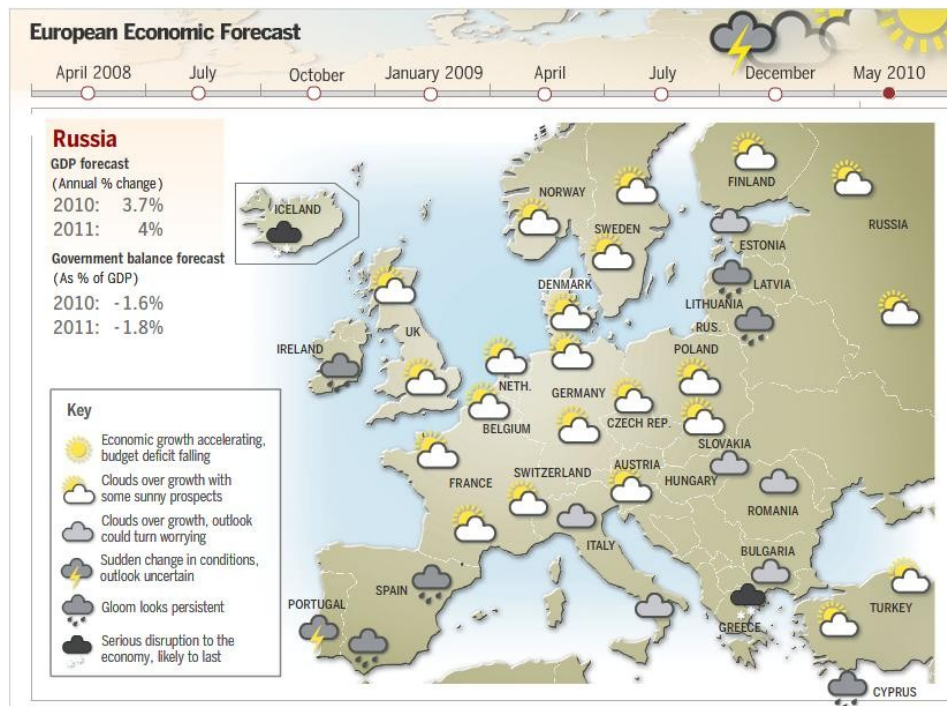 European Economic Forecast
April 2008
July
October
January 2009
April
July
December
May 2010
Russia
GDP forecast
(Annual % change)
2010: 3.7%
2011: 4%
Government balance forecast
(As % of GDP)
2010: -1.6%
2011: -1.8%
ICELAND
NORWAY
SWEDEN
FINLAND
RUSSIA
ESTONIA
LATVIA
LITHUANIA
RUS.
DENMARK
UK
IRELAND
NETH.
POLAND
GERMANY
BELGIUM
CZECH REP.
SLOVAKIA
FRANCE
SWITZERLAND
AUSTRIA
HUNGARY
ROMANIA
ITALY
BULGARIA
SPAIN
PORTUGAL
GREECE
TURKEY
CYPRUS
Key
Economic growth accelerating,
budget deficit falling
Clouds over growth with
some sunny prospects
Clouds over growth, outlook
could turn worrying
Sudden change in conditions,
outlook uncertain
Gloom looks persistent
Serious disruption to the
economy, likely to last